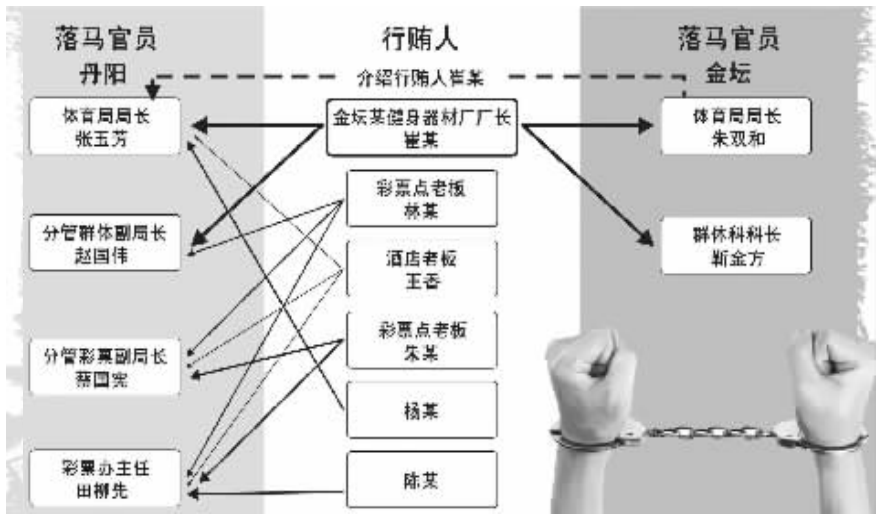 落马官员
丹阳
行贿人
落马官员
金坛
介绍行贿人崔某
体育局局长
张玉芳
金坛某健身器材厂厂长
崔某
体育局局长
朱双和
彩票点老板
林某
分管群体副局长
赵国伟
群体科科长
靳金方
酒店老板
王香
彩票点老板
朱某
分管彩票副局长
蔡国宪
杨某
彩票办主任
田柳先
陈某